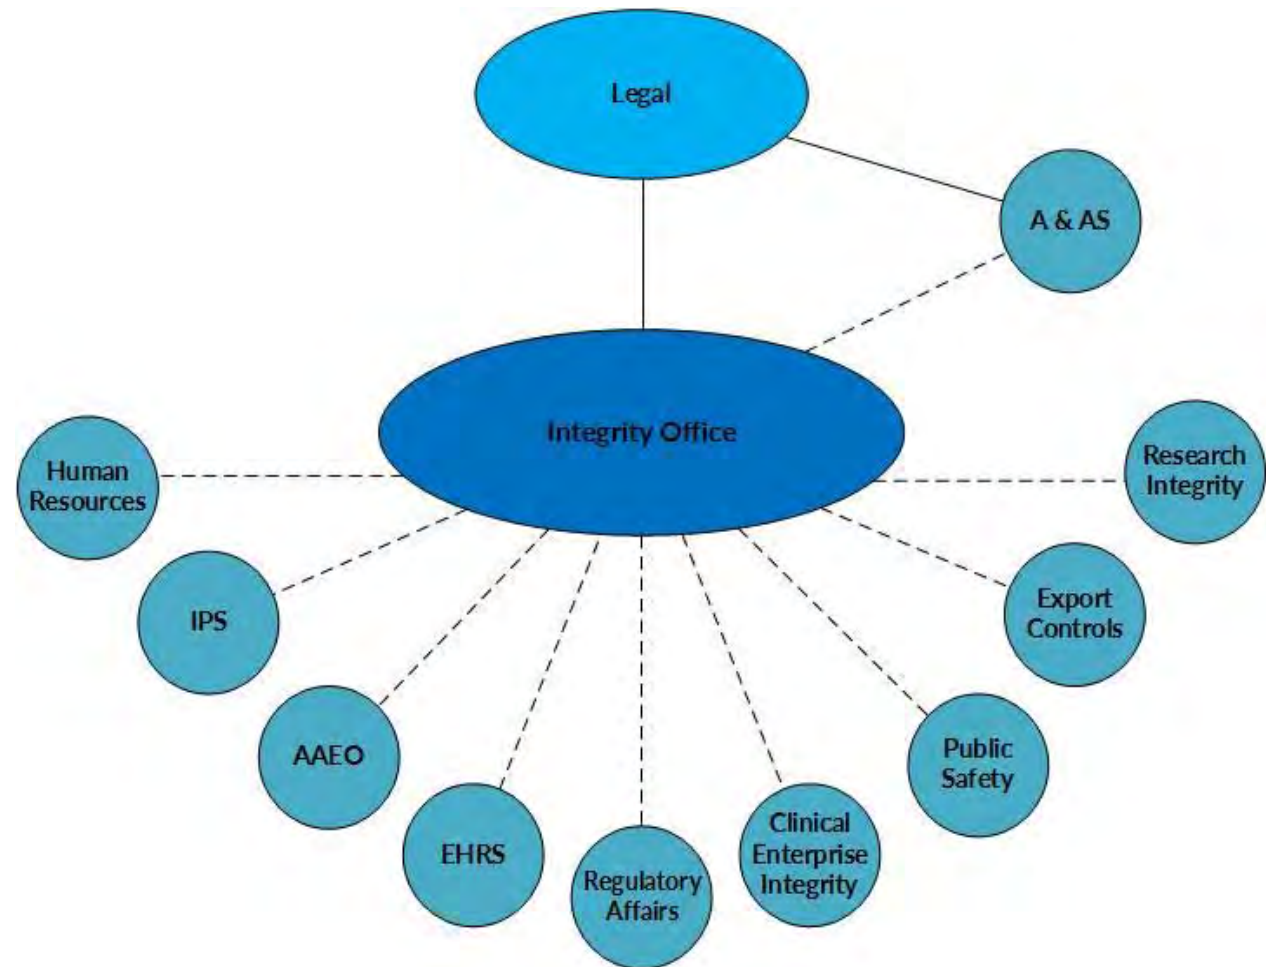 Legal
A & AS
Integrity Office
Human
Resources
Research
Integrity
IPS
Export
Controls
AAEO
Public
Safety
EHRS
Clinical
Enterprise
Integrity
Regulatory
Affairs